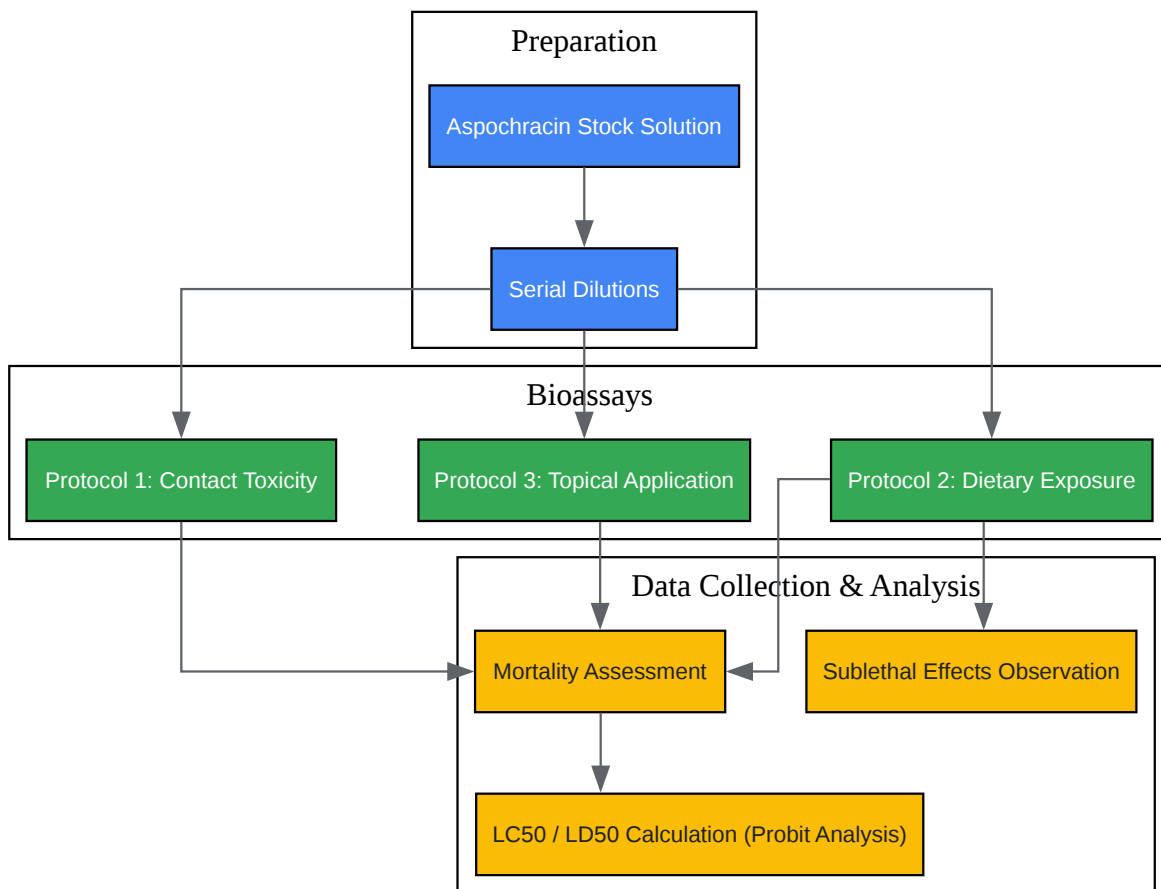 Preparation
Aspochracin Stock Solution
Serial Dilutions
Bioassays
Protocol 1: Contact Toxicity
Protocol 3: Topical Application
Protocol 2: Dietary Exposure
Data Collection & Analysis
Mortality Assessment
Sublethal Effects Observation
LC50 / LD50 Calculation (Probit Analysis)